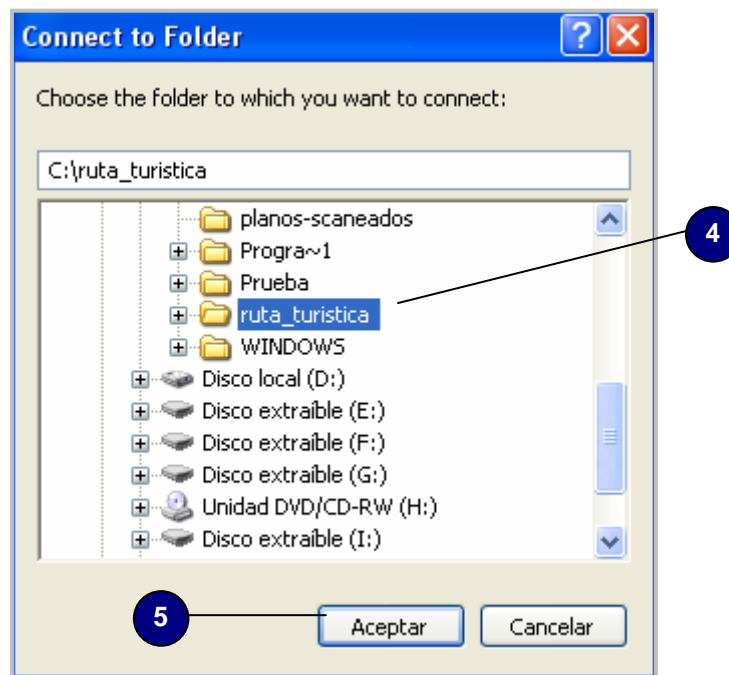 Connect to Folder
Choose the folder to which you want to connect:
C:\ruta_turistica
planos-scaneados
Progra~1
4
Prueba
ruta_turistica
WINDOWS
Disco local (D:)
Disco extraíble (E:)
Disco extraíble (F:)
Disco extraíble (G:)
Unidad DVD/CD-RW (H:)
Disco extraíble (I:)
5
Aceptar
Cancelar